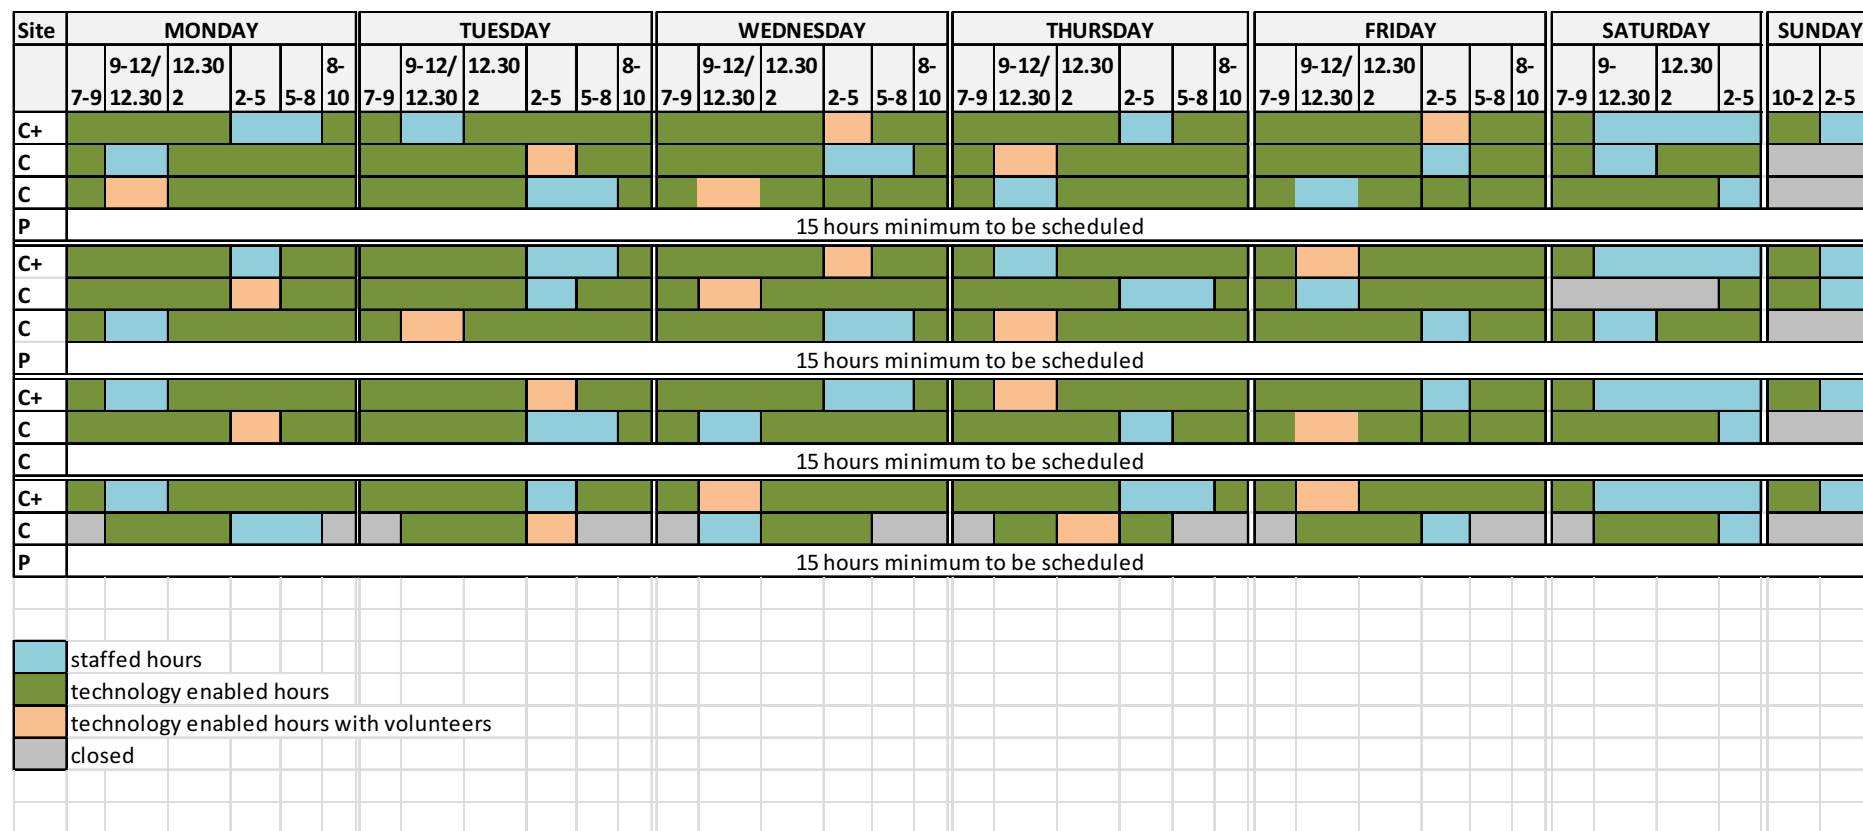 Site MONDAY TUESDAY WEDNESDAY THURSDAY FRIDAY SATURDAY SUNDAY
9-12/ 12.30 8- 9-12/ 12.30 8- 9-12/ 12.30 8- 9-12/ 12.30 8- 9-12/ 12.30 8- 9- 12.30
7-9 12.30 2 2-5 5-8 10 7-9 12.30 2 2-5 5-8 10 7-9 12.30 2 2-5 5-8 10 7-9 12.30 2 2-5 5-8 10 7-9 12.30 2 2-5 5-8 10 7-9 12.30 2 2-5 10-2 2-5
C+
C
C
P 15 hours minimum to be scheduled
C+
C
C
P 15 hours minimum to be scheduled
C+
C
C 15 hours minimum to be scheduled
C+
C
P 15 hours minimum to be scheduled
staffed hours
technology enabled hours
technology enabled hours with volunteers
closed